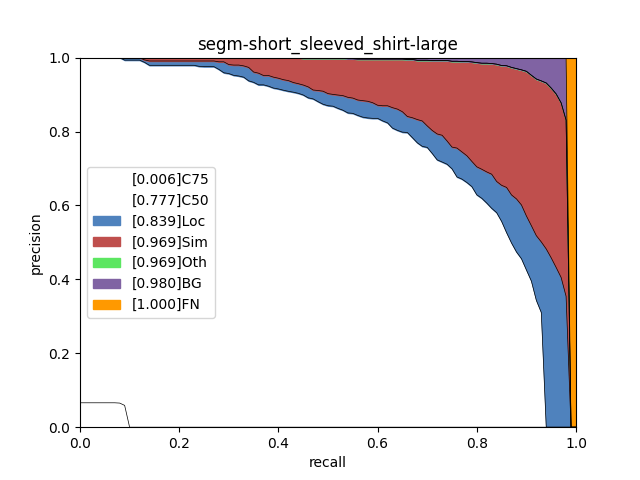 segm-short_sleeved_shirt-large
precision
1.0
0.8
0.6
0.4
0.2
0.0
[0.006]C75
[0.777]C50
[0.839]Loc
[0.969]Sim
[0.969]Oth
[0.980]BG
[1.000]FN
0.0 0.2 0.4 0.6 0.8 1.0
recall